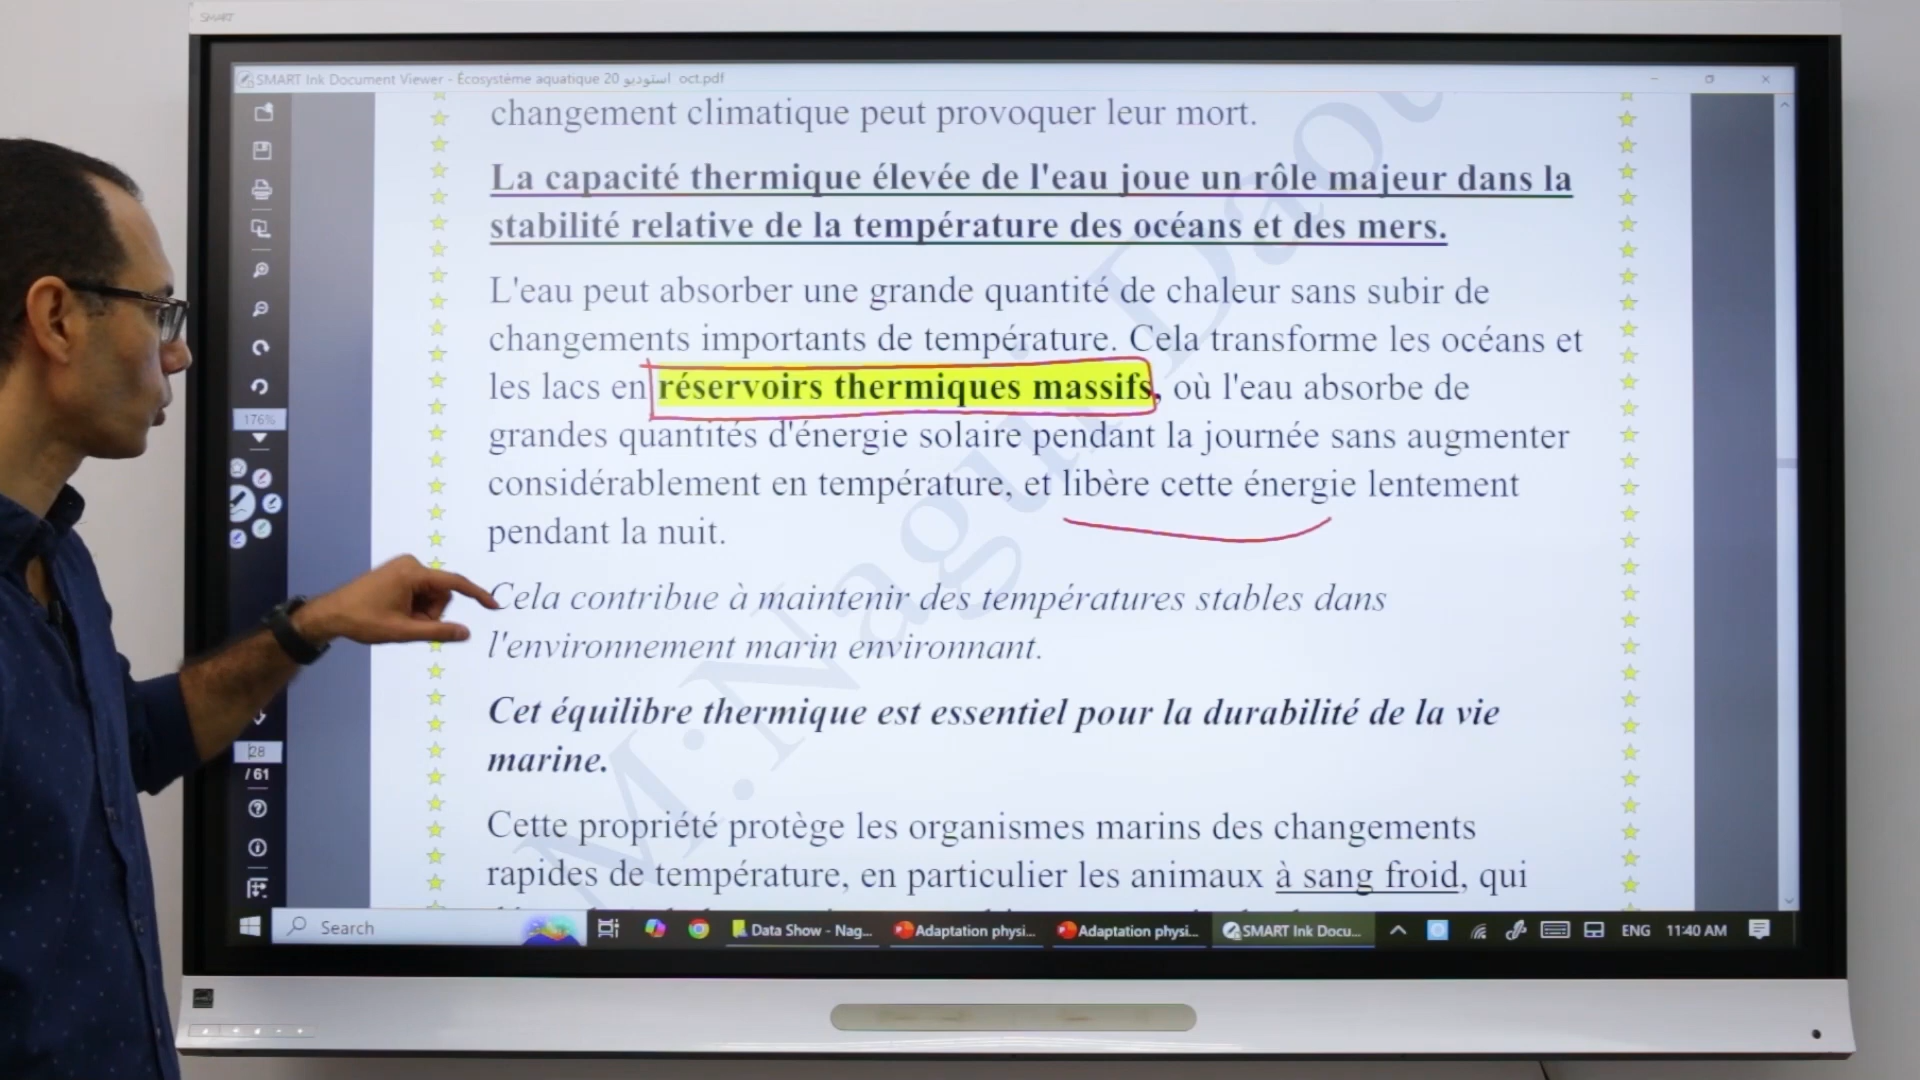 SMART
SMART Ink Document Viewer - Écosystème aquatique 20 استوديو oct.pdf
changement climatique peut provoquer leur mort.
La capacité thermique élevée de l'eau joue un rôle majeur dans la
stabilité relative de la température des océans et des mers.
L'eau peut absorber une grande quantité de chaleur sans subir de
changements importants de température. Cela transforme les océans et
les lacs en réservoirs thermiques massifs, où l'eau absorbe de
grandes quantités d'énergie solaire pendant la journée sans augmenter
considérablement en température, et libère cette énergie lentement
pendant la nuit.
Cela contribue à maintenir des températures stables dans
l'environnement marin environnant.
Cet équilibre thermique est essentiel pour la durabilité de la vie
marine.
Cette propriété protège les organismes marins des changements
rapides de température, en particulier les animaux à sang froid, qui
176%
28
/ 61
Search
Data Show - Nag...
Adaptation physi...
Adaptation physi...
SMART Ink Docu...
ENG
11:40 AM